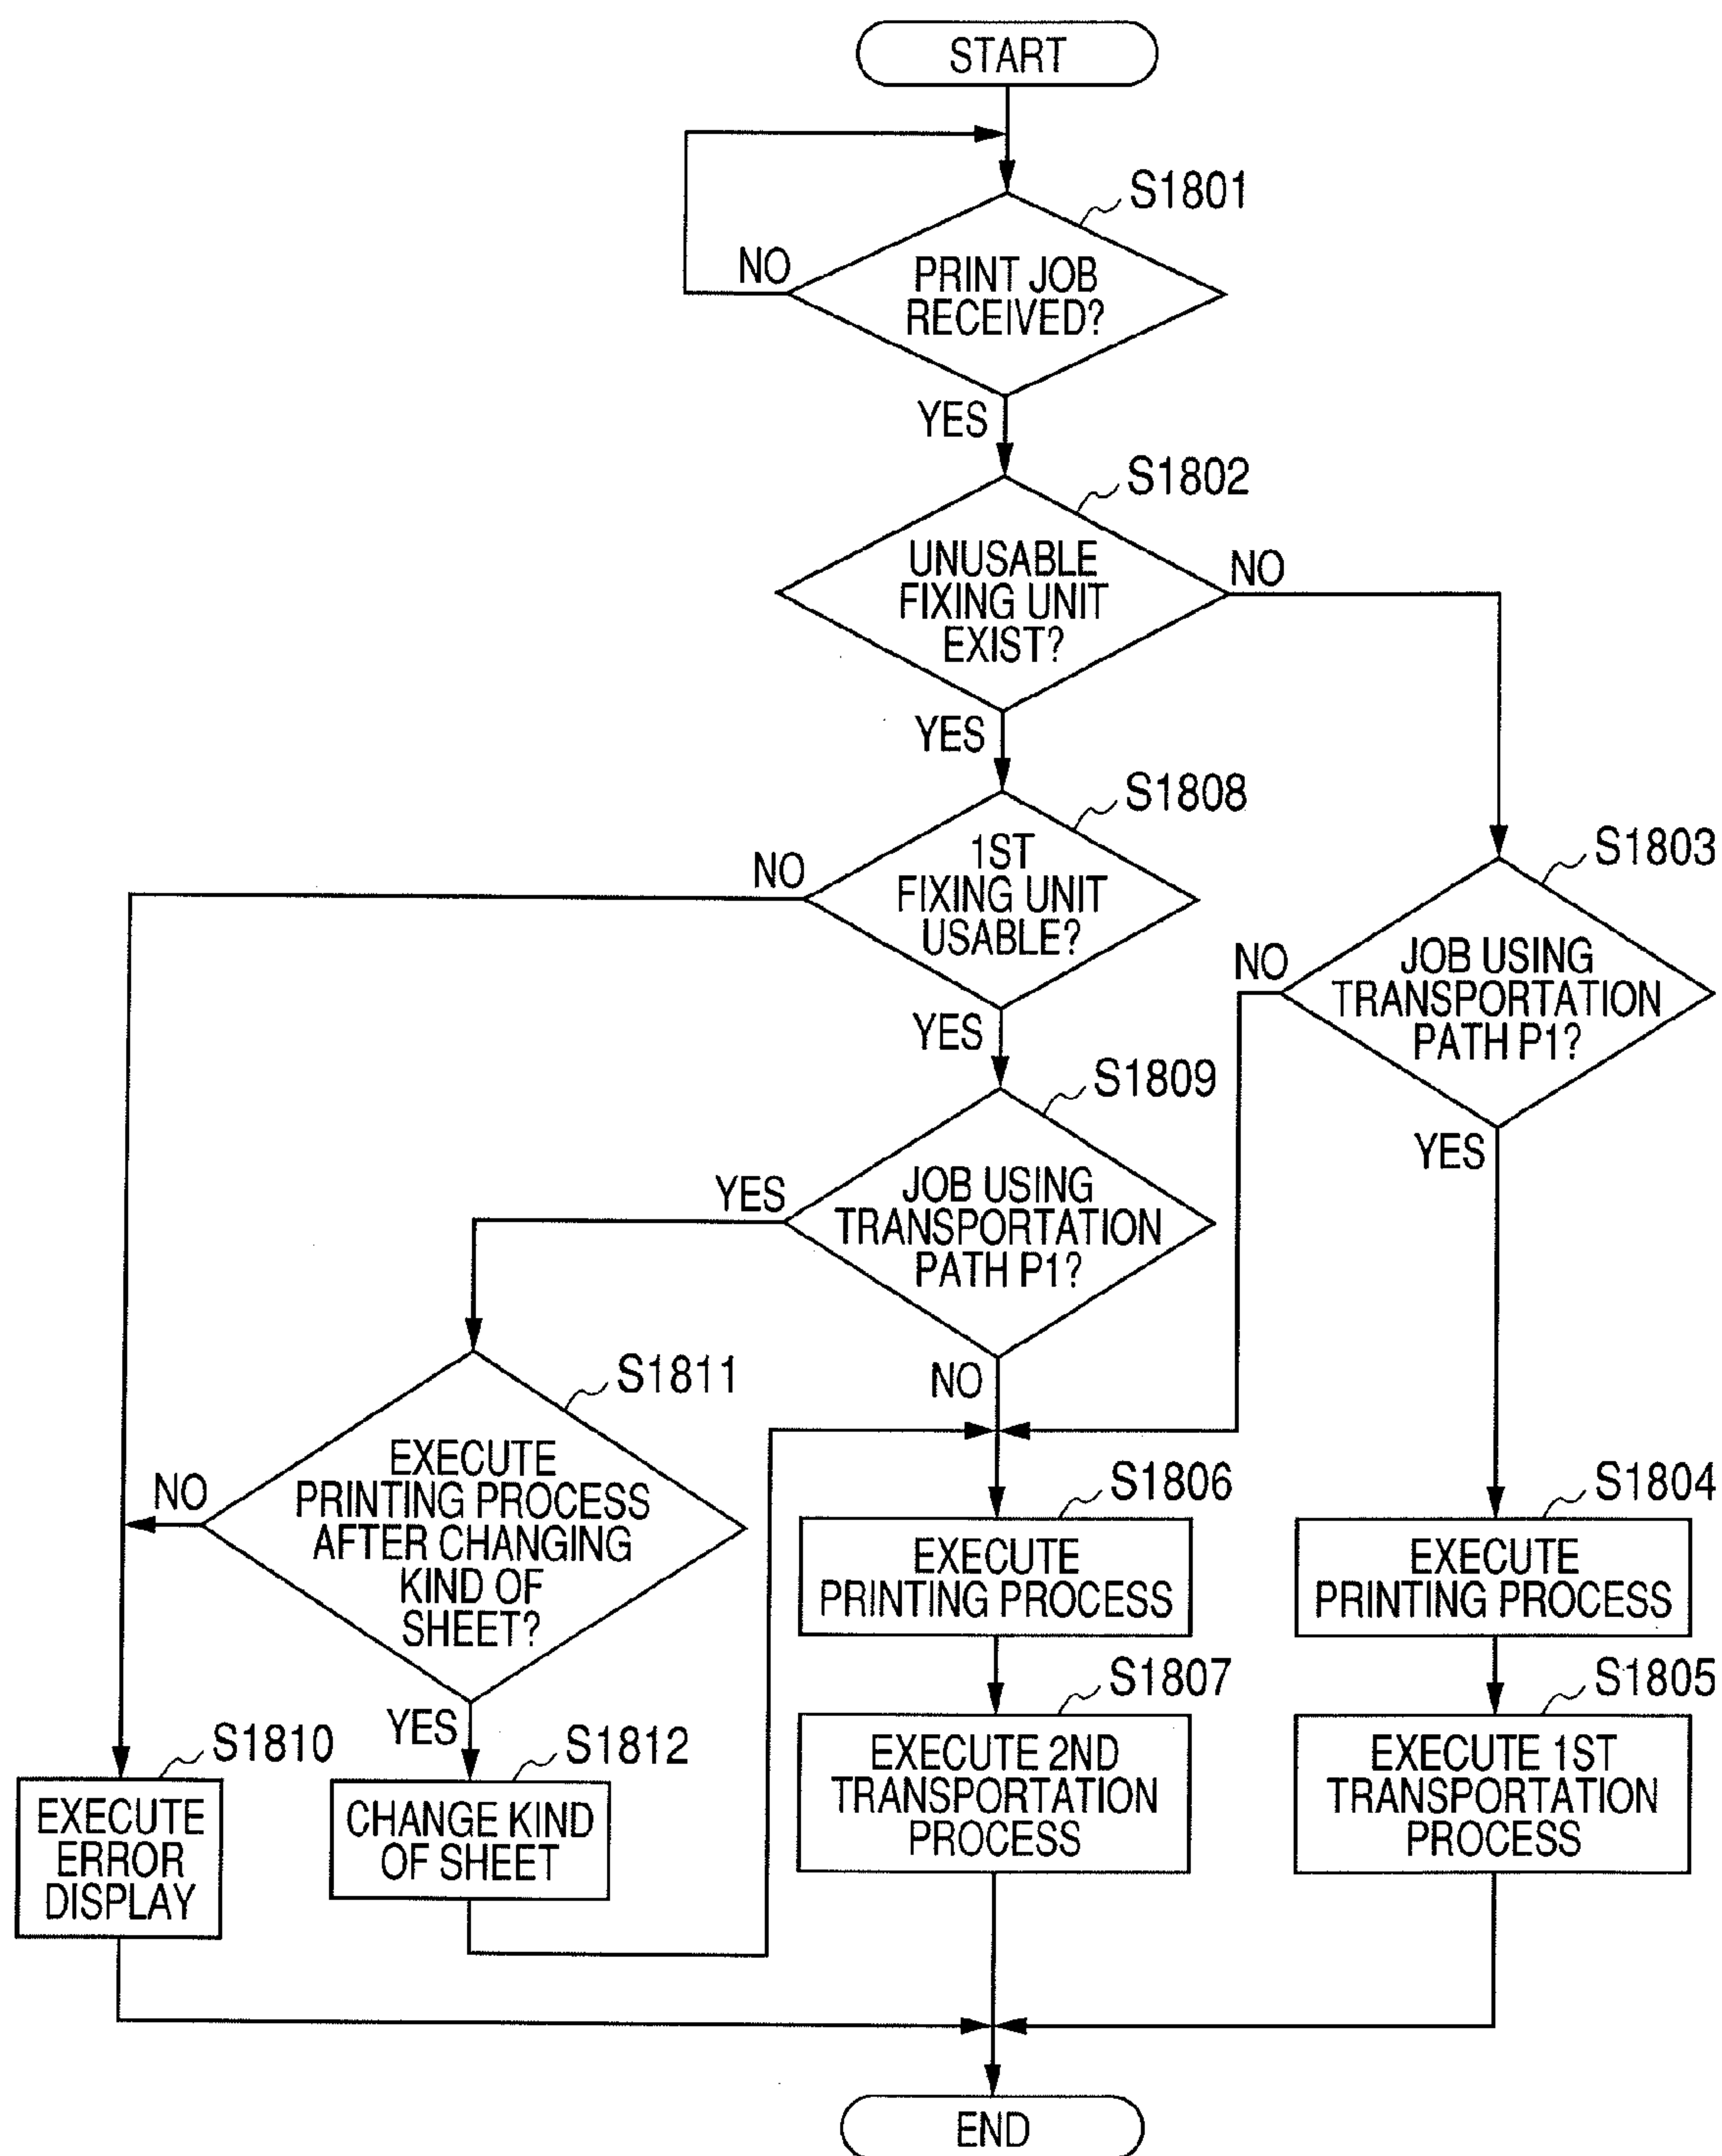 START
S1801
NO
PRINT JOB
RECEIVED?
YES
S1802
UNUSABLE
FIXING UNIT
EXIST?
NO
YES
S1808
NO
1ST
FIXING UNIT
USABLE?
YES
S1803
NO
JOB USING
TRANSPORTATION
PATH P1?
YES
S1809
YES
JOB USING
TRANSPORTATION
PATH P1?
NO
S1811
NO
EXECUTE
PRINTING PROCESS
AFTER CHANGING
KIND OF
SHEET?
YES
S1806
EXECUTE
PRINTING PROCESS
S1804
EXECUTE
PRINTING PROCESS
S1810
EXECUTE
ERROR
DISPLAY
S1812
CHANGE KIND
OF SHEET
S1807
EXECUTE 2ND
TRANSPORTATION
PROCESS
S1805
EXECUTE 1ST
TRANSPORTATION
PROCESS
END